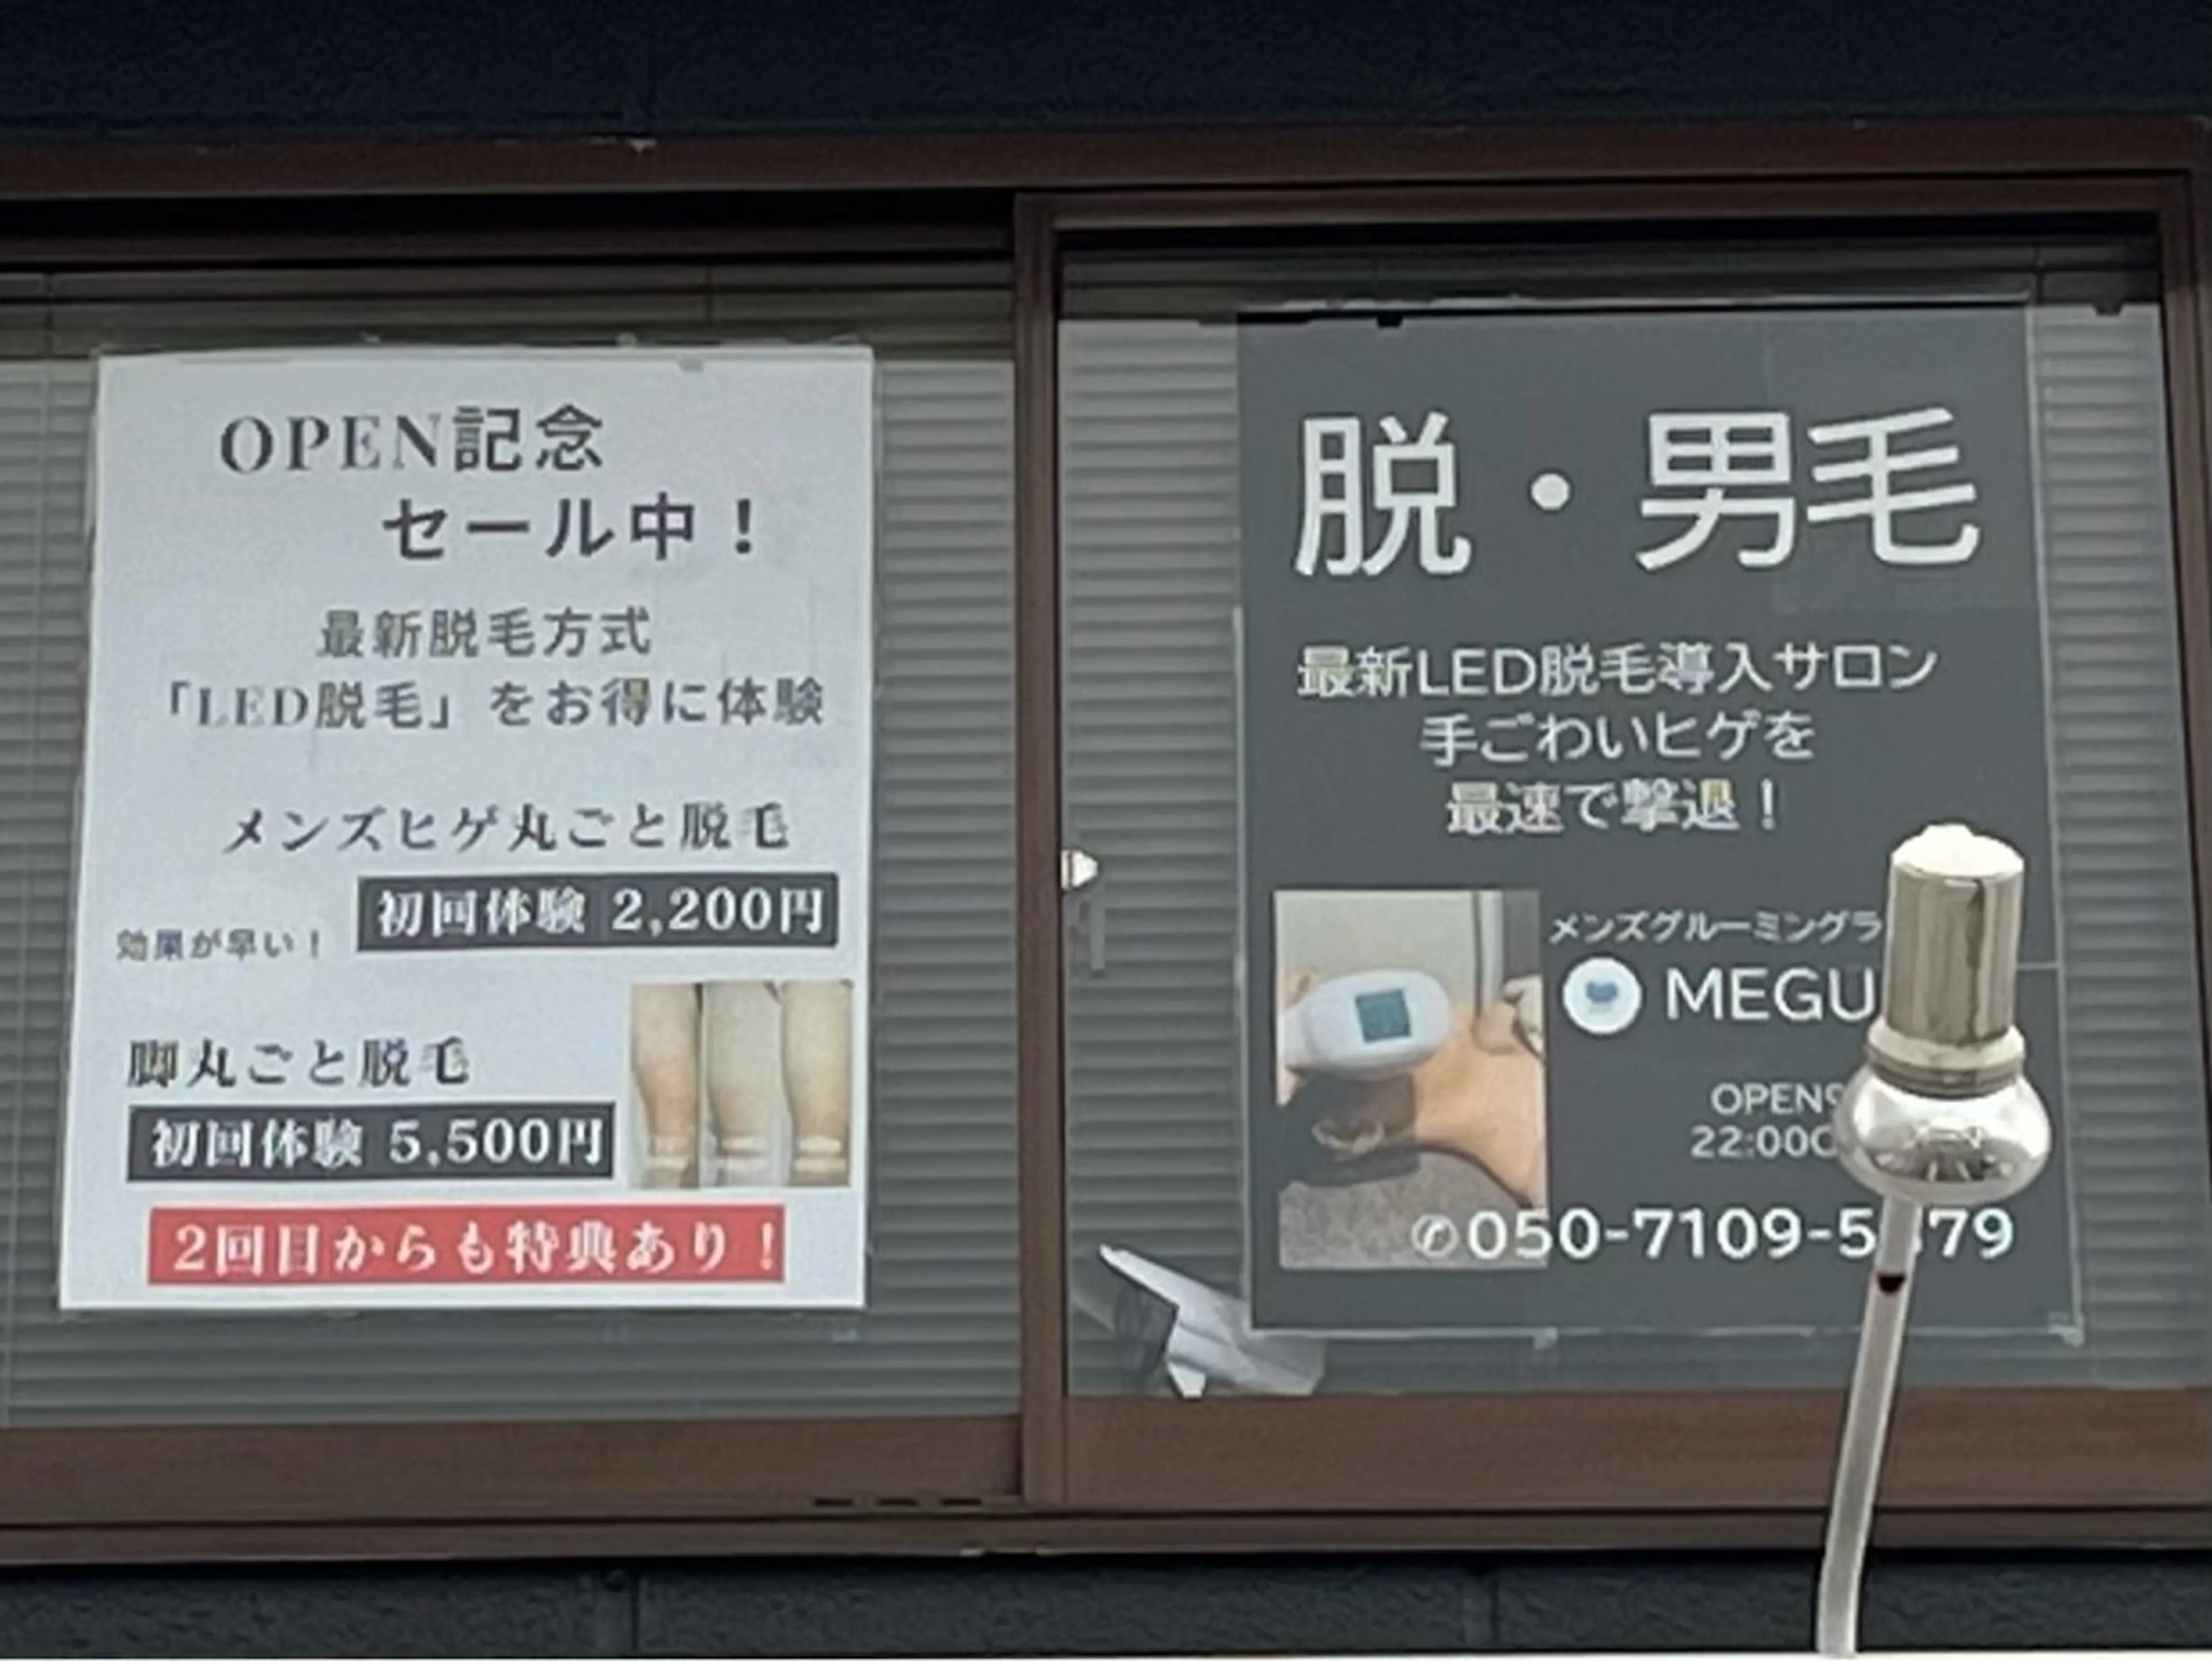 OPEN記念
セール中！
最新脱毛方式
「LED脱毛」をお得に体験
メンズヒゲ丸ごと脱毛
初回体験 2,200円
効果が早い！
脚丸ごと脱毛
初回体験 5,500円
2回目からも特典あり！
脱・男毛
最新LED脱毛導入サロン
手ごわいヒゲを
最速で撃退！
メンズグルーミングラ
MEGU
OPEN
22:00
✆050-7109-5 79